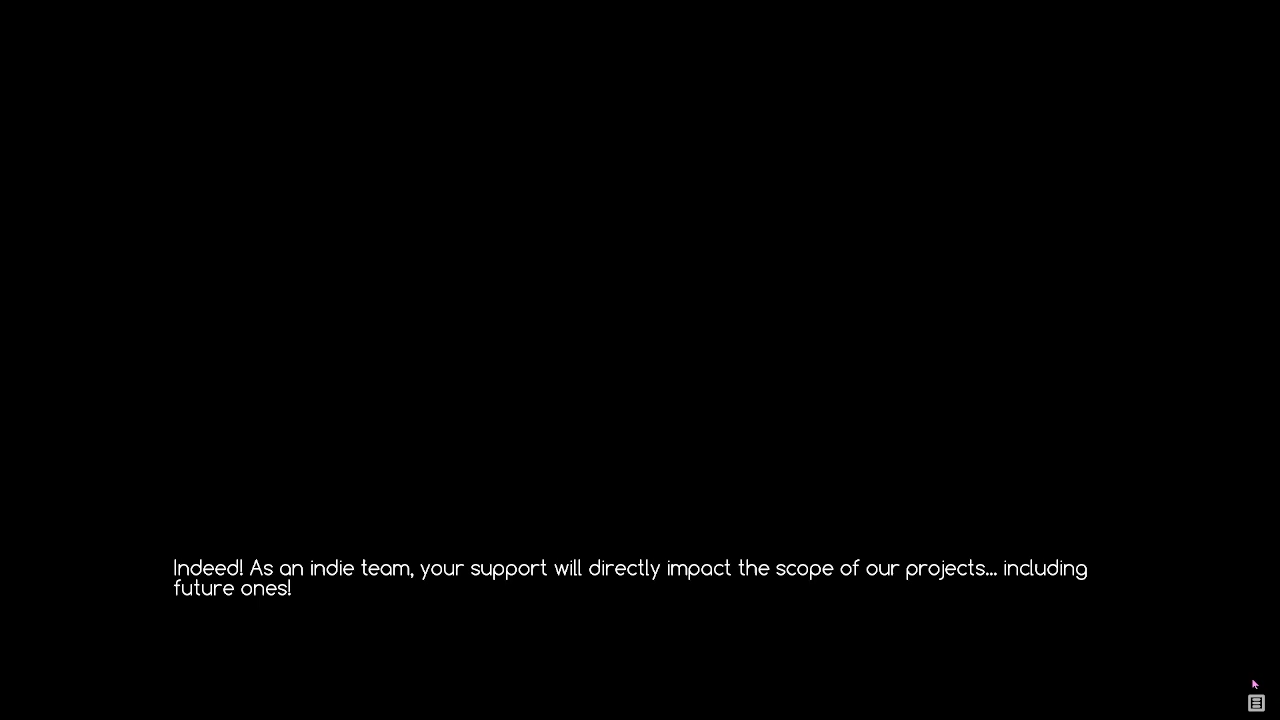 Indeed! As an indie team, your support will directly impact the scope of our projects... including
future ones!